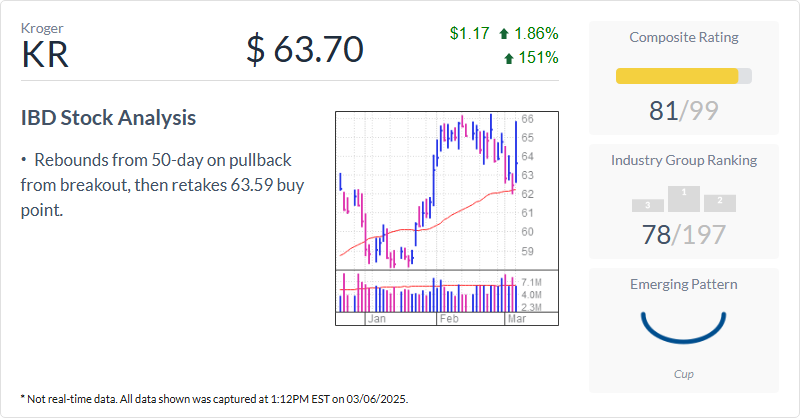 Kroger
KR
$ 63.70
$1.17 1.86%
151%
IBD Stock Analysis
• Rebounds from 50-day on pullback
from breakout, then retakes 63.59 buy
point.
66
65
64
63
62
61
60
59
7.1M
4.0M
2.3M
Jan Feb Mar
Composite Rating
81/99
Industry Group Ranking
3 1 2
78/197
Emerging Pattern
Cup
* Not real-time data. All data shown was captured at 1:12PM EST on 03/06/2025.